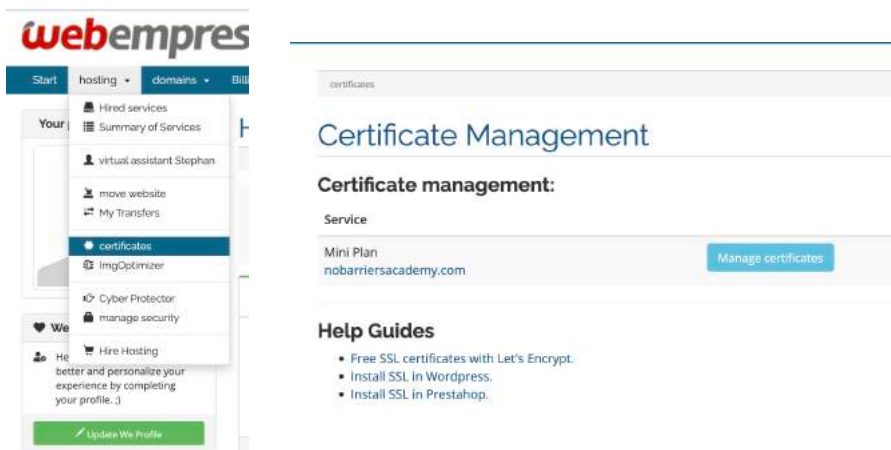 webempres
Start hosting domains Bill
Your
Hired services
Summary of Services
virtual assistant Stephan
move website
My Transfers
certificates
ImgOptimizer
Cyber Protector
manage security
Hire Hosting
H
We
He
better and personalize your
experience by completing
your profile. ;)
Update We Profile
certificates
Certificate Management
Certificate management:
Service
Mini Plan
nobarriersacademy.com
Manage certificates
Help Guides
Free SSL certificates with Let's Encrypt.
Install SSL in Wordpress.
Install SSL in Prestahop.